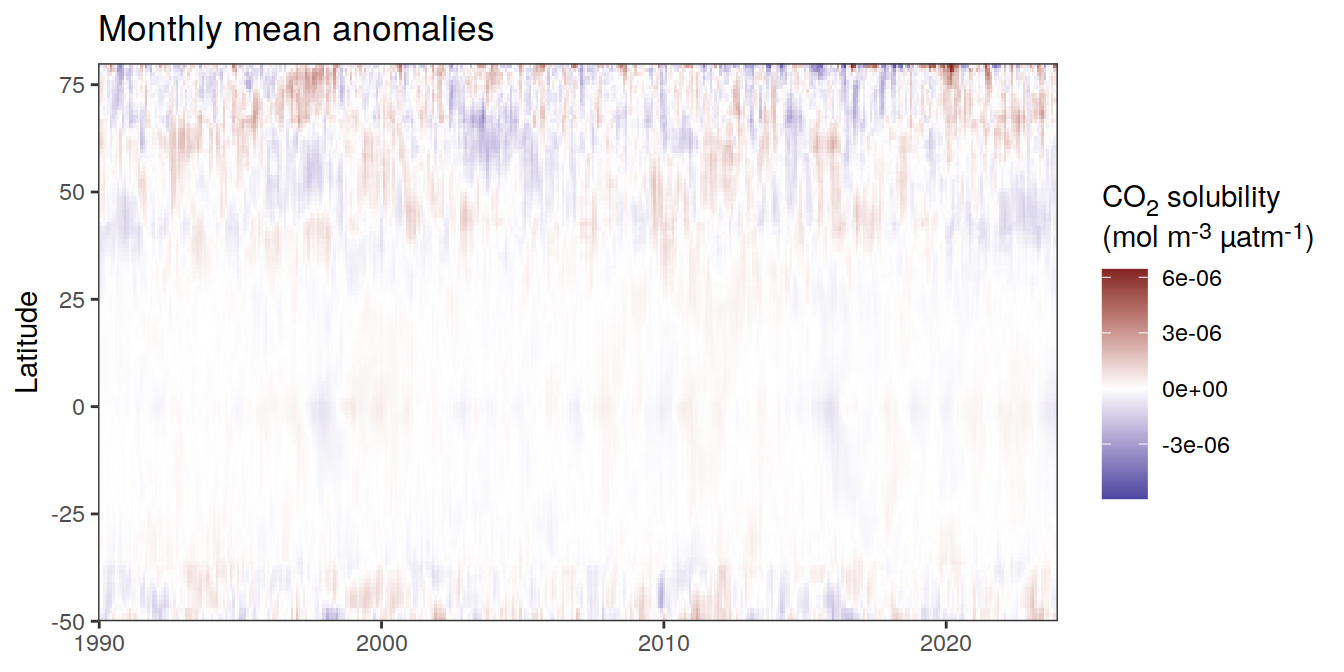 Monthly mean anomalies
Latitude
75
50
25
0
-25
-50
1990
2000
2010
2020
CO2 solubility
(mol m-3 µatm-1)
6e-06
3e-06
0e+00
-3e-06